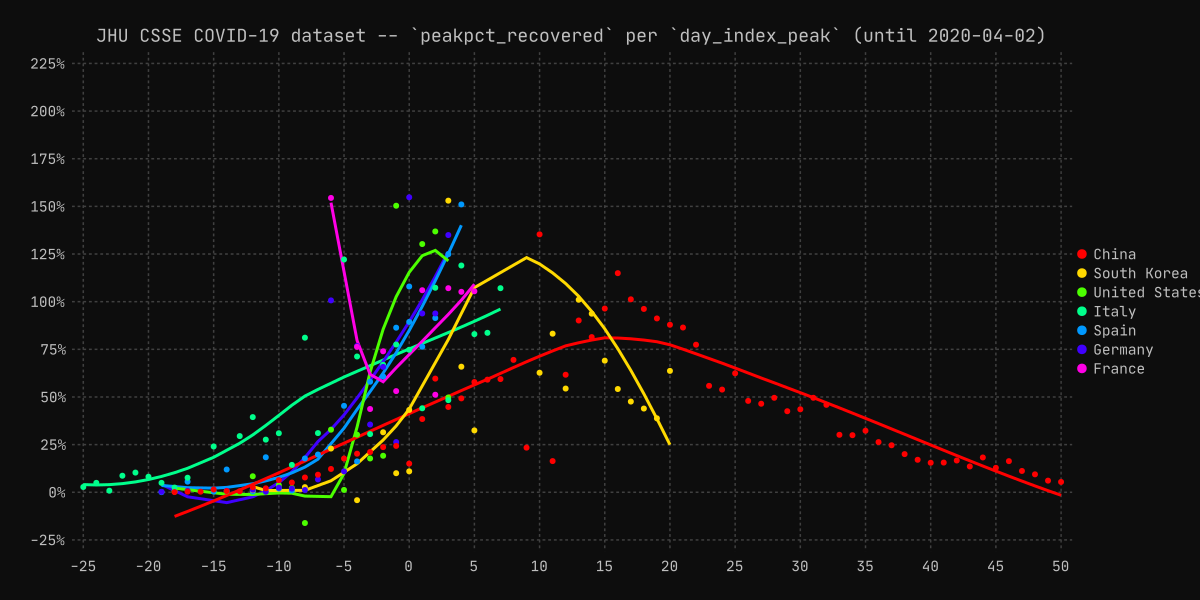 JHU CSSE COVID-19 dataset -- `peakpct_recovered` per `day_index_peak` (until 2020-04-02)
225%
200%
175%
150%
125%
100%
75%
50%
25%
0%
-25%
-25 -20 -15 -10 -5 0 5 10 15 20 25 30 35 40 45 50
China
South Korea
United States
Italy
Spain
Germany
France